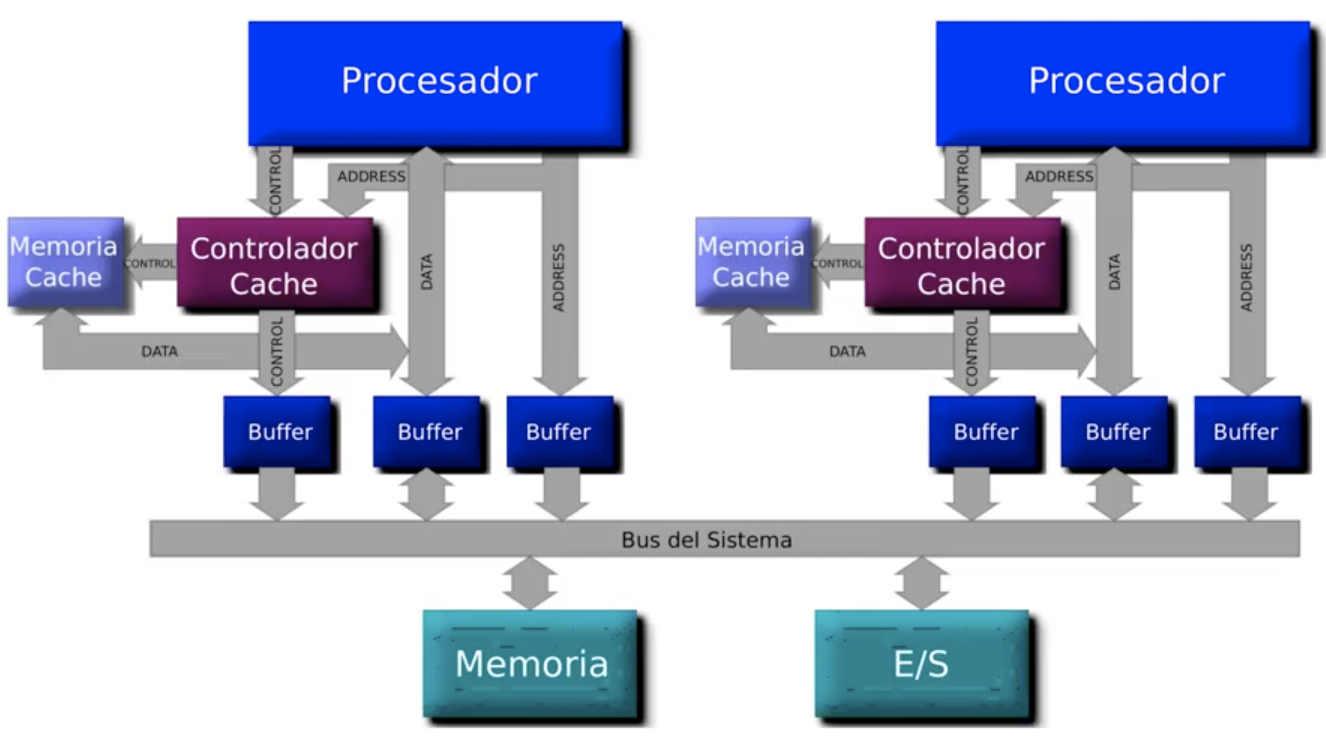 Procesador
Procesador
CONTROL
ADDRESS
CONTROL
ADDRESS
Memoria
Cache
CONTROL
Controlador
Cache
DATA
ADDRESS
Memoria
Cache
CONTROL
Controlador
Cache
DATA
ADDRESS
DATA
CONTROL
DATA
CONTROL
Buffer
Buffer
Buffer
Buffer
Buffer
Buffer
Bus del Sistema
Memoria
E/S